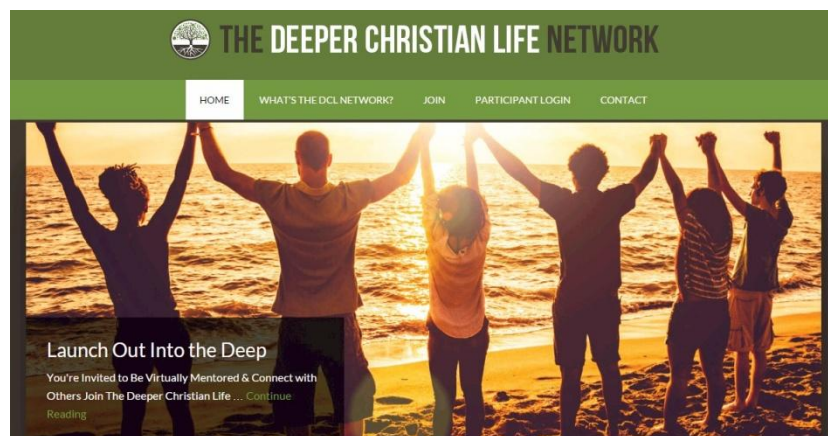 THE DEEPER CHRISTIAN LIFE NETWORK
HOME WHAT'S THE DCL NETWORK? JOIN PARTICIPANT LOGIN CONTACT
Launch Out Into the Deep
You're Invited to Be Virtually Mentored & Connect with
Others Join The Deeper Christian Life ... Continue
Reading